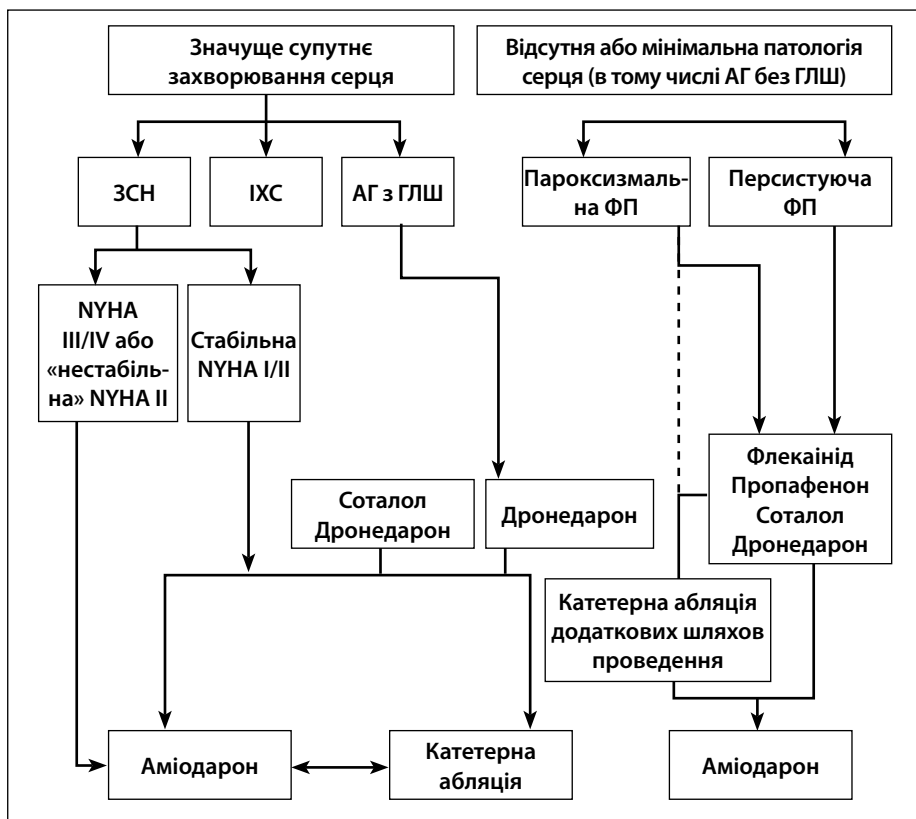 Значуще супутнє
захворювання серця
Відсутня або мінімальна патологія
серця (в тому числі АГ без ГЛШ)
ЗСН
ІХС
АГ з ГЛШ
Пароксизмаль-
на ФП
Персистуюча
ФП
NYHA
III/IV або
«нестабіль-
на» NYHA II
Стабільна
NYHA I/II
Соталол
Дронедарон
Дронедарон
Флекаінід
Пропафенон
Соталол
Дронедарон
Катетерна абляція
додаткових шляхов
проведення
Аміодарон
Катетерна
абляція
Аміодарон